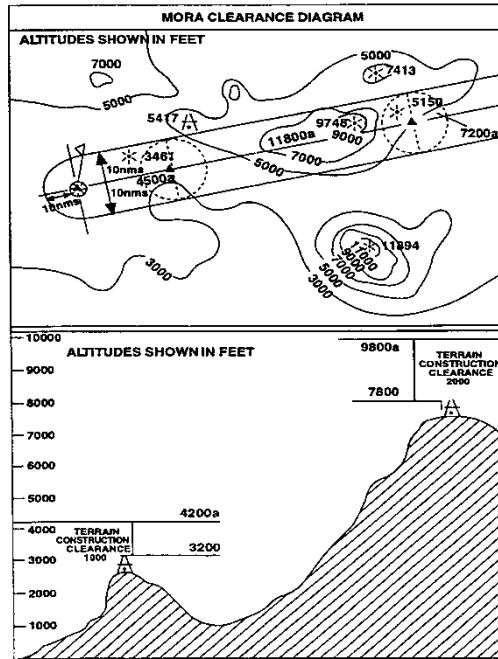 MORA CLEARANCE DIAGRAM
ALTITUDES SHOWN IN FEET
7000
5000
5000
7413
5417
9748
5150
11800a
9000
7200a
3461
7000
10nms
5000
4500a
10nms
10nms
3000
11894
11000
9000
7000
5000
3000
10000
ALTITUDES SHOWN IN FEET
9800a
TERRAIN
CONSTRUCTION
CLEARANCE
2000
9000
8000
7800
7000
6000
5000
4200a
4000
TERRAIN
CONSTRUCTION
CLEARANCE
1000
3200
3000
2000
1000